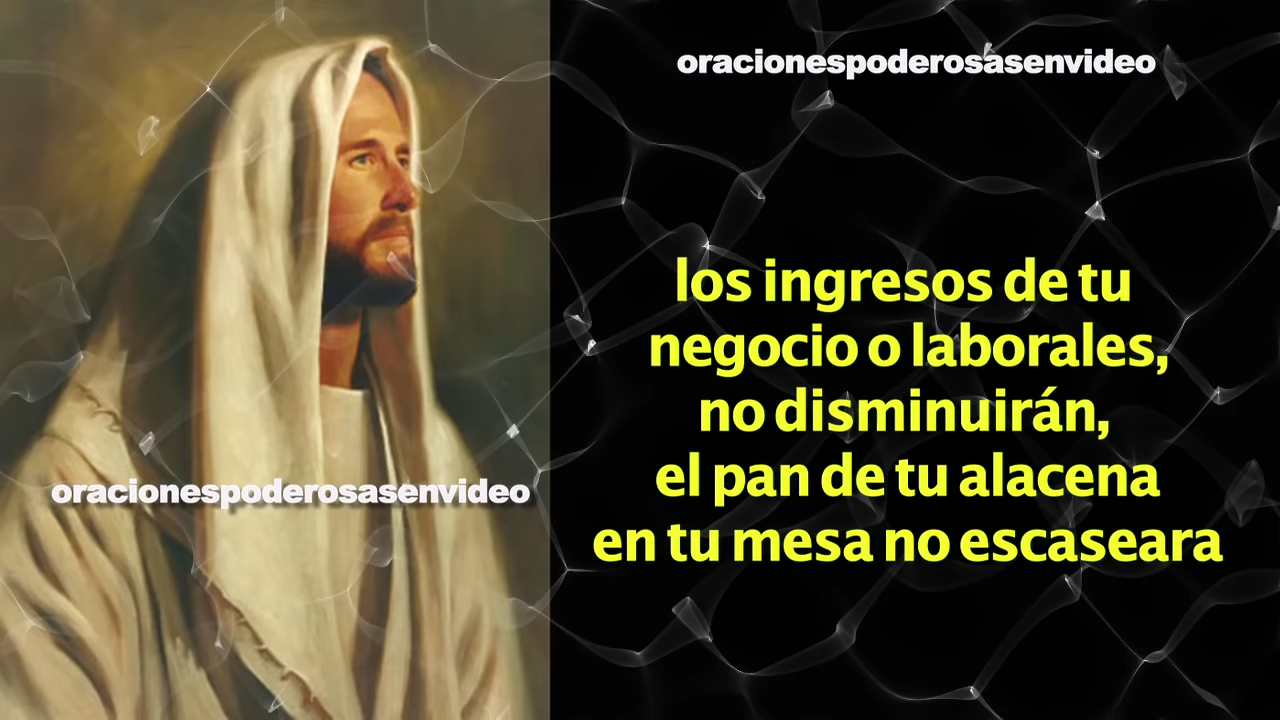 oracionespoderosasenvideo
los ingresos de tu
negocio o laborales,
no disminuirán,
el pan de tu alacena
en tu mesa no escaseara
oracionespoderosasenvideo